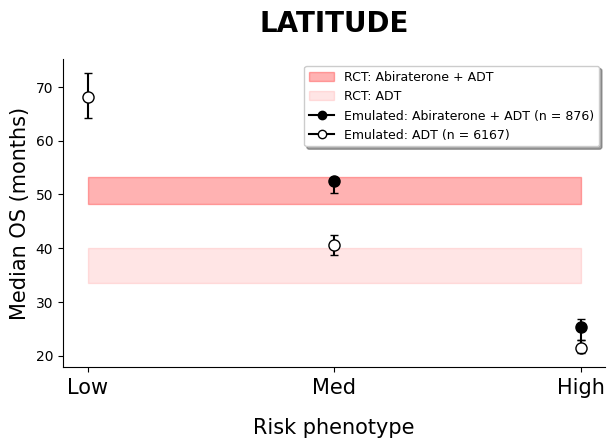 LATITUDE
RCT: Abiraterone + ADT
RCT: ADT
Emulated: Abiraterone + ADT (n = 876)
Emulated: ADT (n = 6167)
Median OS (months)
70
60
50
40
30
20
Low Med High
Risk phenotype